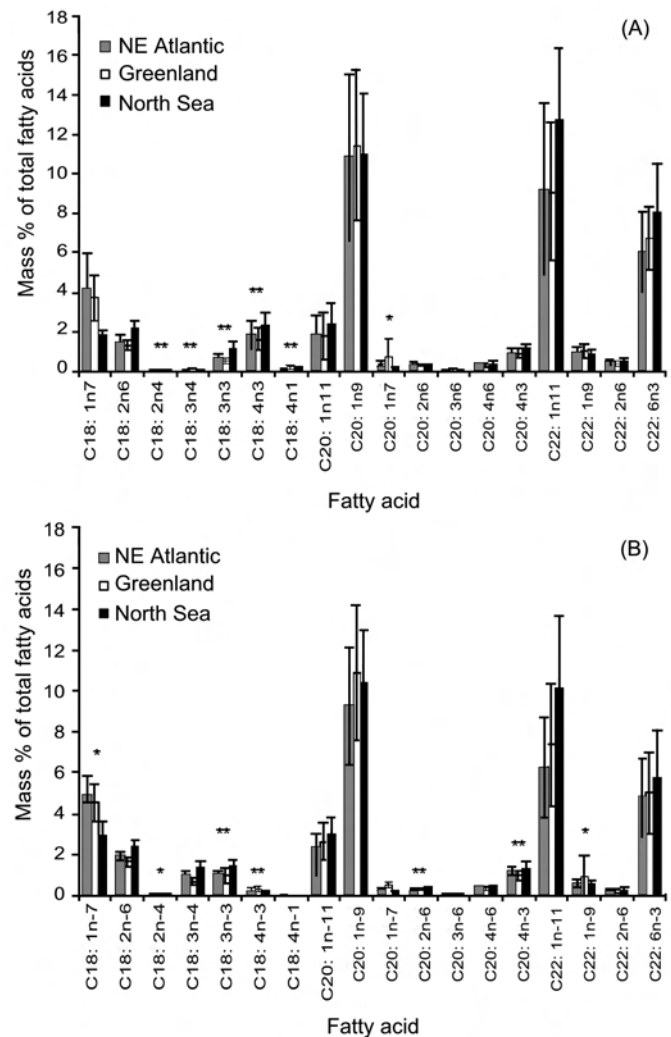 (A)
NE Atlantic
Greenland
North Sea
Mass % of total fatty acids
18
16
14
12
10
8
6
4
2
0
**
**
**
**
**
*
C18: 1n7
C18: 2n6
C18: 2n4
C18: 3n4
C18: 3n3
C18: 4n3
C18: 4n1
C20: 1n11
C20: 1n9
C20: 1n7
C20: 2n6
C20: 3n6
C20: 4n6
C20: 4n3
C22: 1n11
C22: 1n9
C22: 2n6
C22: 6n3
Fatty acid
(B)
NE Atlantic
Greenland
North Sea
Mass % of total fatty acids
18
16
14
12
10
8
6
4
2
0
*
*
**
**
**
**
*
C18: 1n-7
C18: 2n-6
C18: 2n-4
C18: 3n-4
C18: 3n-3
C18: 4n-3
C18: 4n-1
C20: 1n-11
C20: 1n-9
C20: 1n-7
C20: 2n-6
C20: 3n-6
C20: 4n-6
C20: 4n-3
C22: 1n-11
C22: 1n-9
C22: 2n-6
C22: 6n-3
Fatty acid